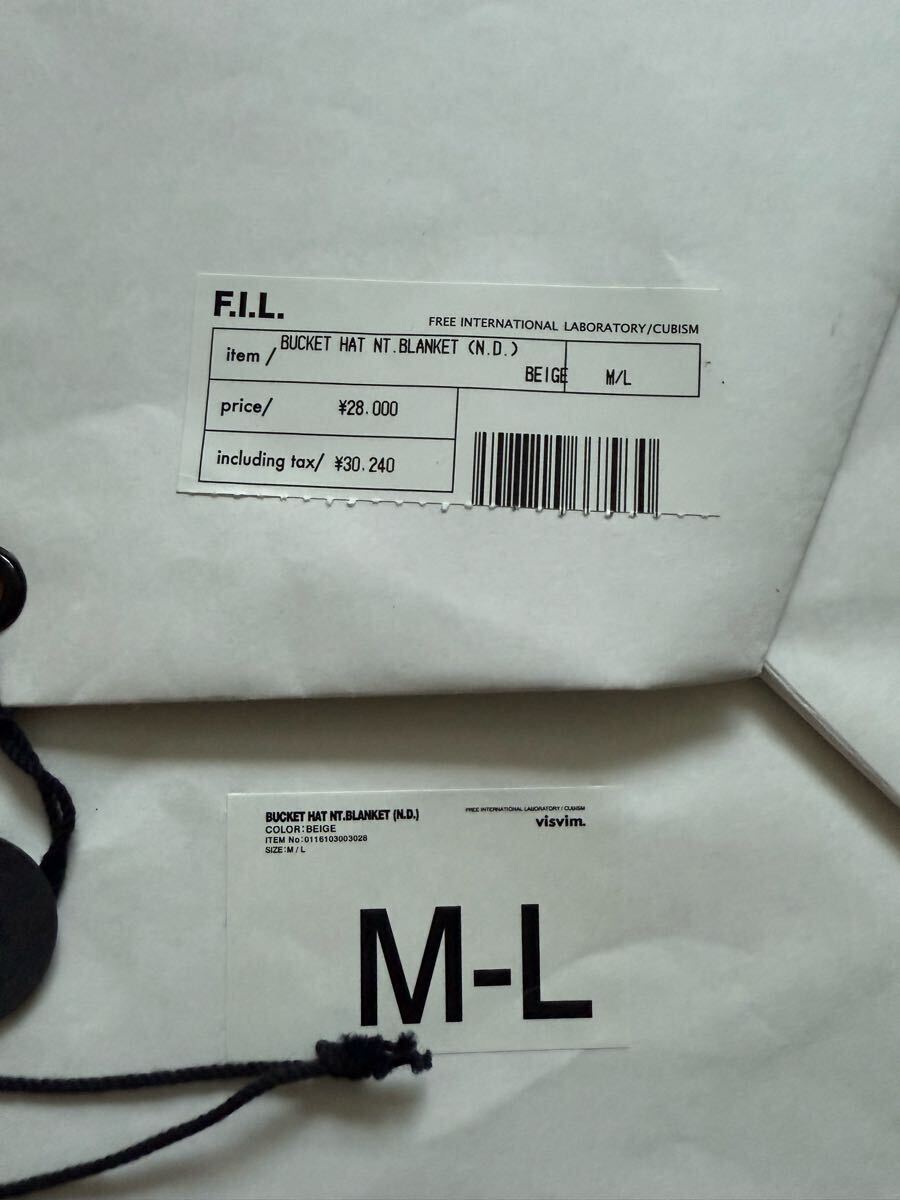 F.I.L.
FREE INTERNATIONAL LABORATORY/CUBISM
item / BUCKET HAT NT.BLANKET (N.D.)
BEIGE M/L
price/ ¥28.000
including tax/ ¥30.240
BUCKET HAT NT.BLANKET (N.D.)
COLOR:BEIGE
ITEM No:0116103003028
SIZE:M/L
FREE INTERNATIONAL LABORATORY / CUBISM
visvim.
M-L